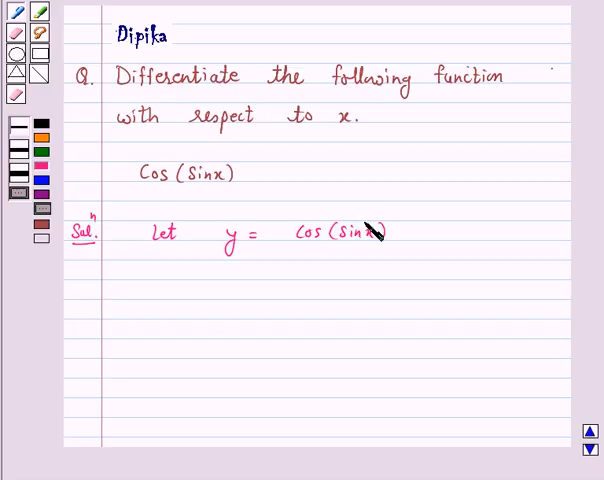 Dipika
Q. Differentiate the following function
with respect to x.
Cos (Sinx)
Solⁿ. Let y = Cos (Sinx)